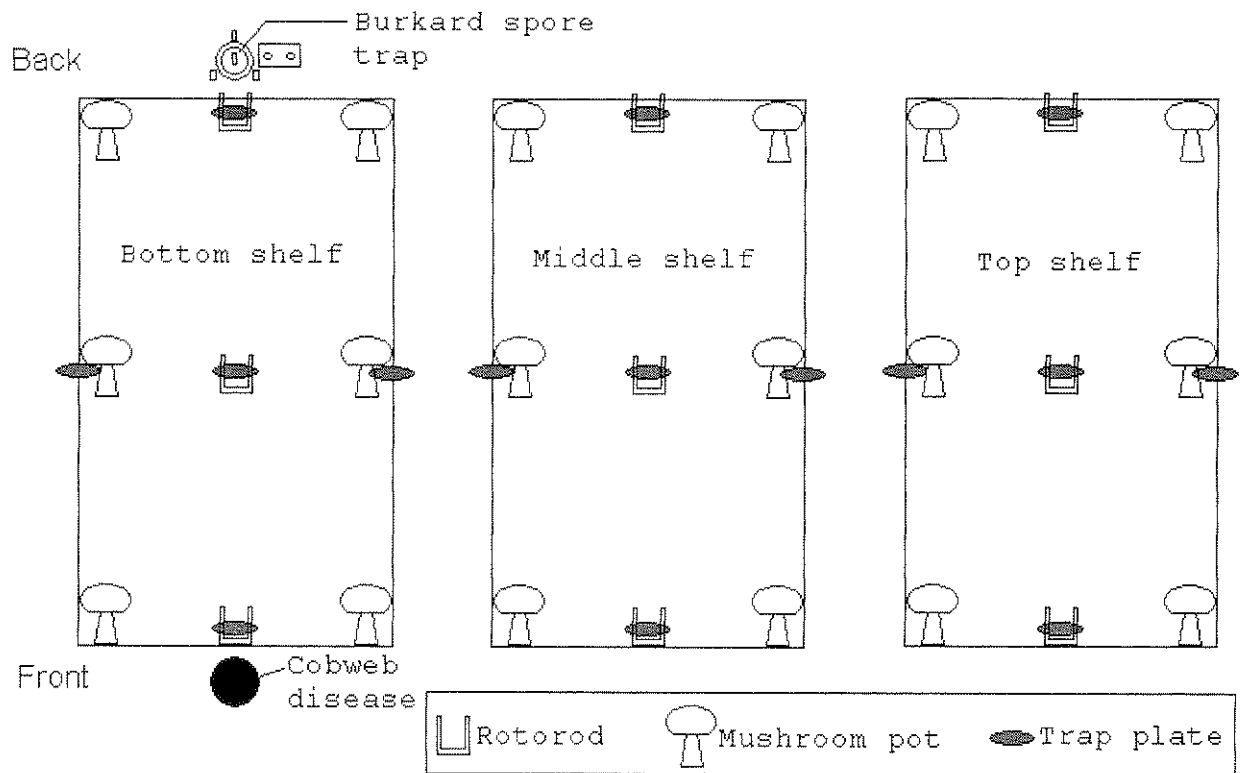 Burkard spore
trap
Back
Bottom shelf
Middle shelf
Top shelf
Front
Cobweb
disease
Rotorod
Mushroom pot
Trap plate